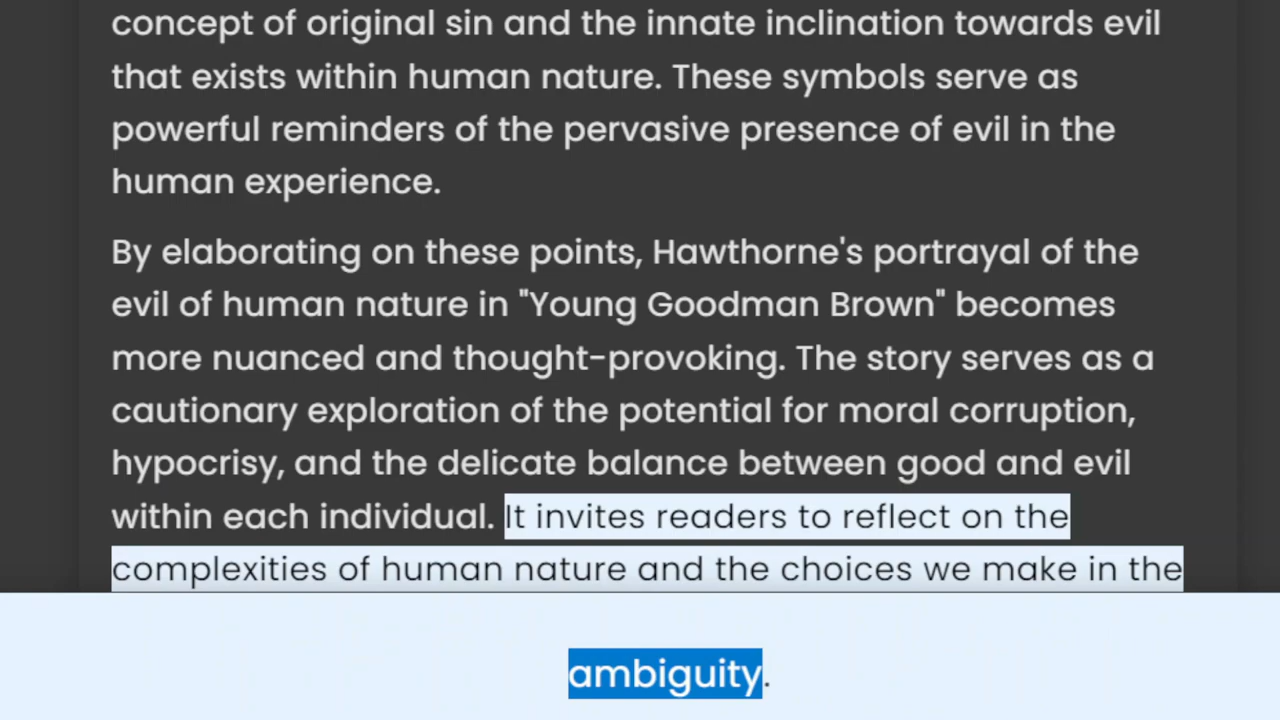 concept of original sin and the innate inclination towards evil
that exists within human nature. These symbols serve as
powerful reminders of the pervasive presence of evil in the
human experience.
By elaborating on these points, Hawthorne's portrayal of the
evil of human nature in "Young Goodman Brown" becomes
more nuanced and thought-provoking. The story serves as a
cautionary exploration of the potential for moral corruption,
hypocrisy, and the delicate balance between good and evil
within each individual. It invites readers to reflect on the
complexities of human nature and the choices we make in the
ambiguity.